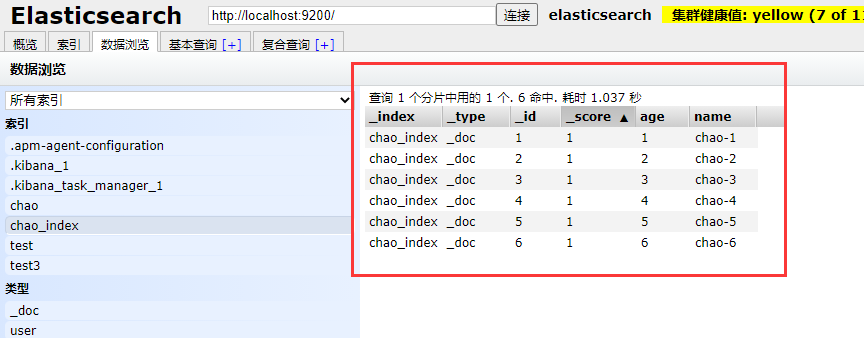 Elasticsearch http://localhost:9200/ 连接 elasticsearch 集群健康值: yellow (7 of 11
概览 索引 数据浏览 基本查询 [+] 复合查询 [+]
数据浏览
所有索引
索引
.apm-agent-configuration
.kibana_1
.kibana_task_manager_1
chao
chao_index
test
test3
类型
_doc
user
查询 1 个分片中用的 1 个. 6 命中. 耗时 1.037 秒
_index _type _id _score ▲ age name
chao_index _doc 1 1 1 chao-1
chao_index _doc 2 1 2 chao-2
chao_index _doc 3 1 3 chao-3
chao_index _doc 4 1 4 chao-4
chao_index _doc 5 1 5 chao-5
chao_index _doc 6 1 6 chao-6